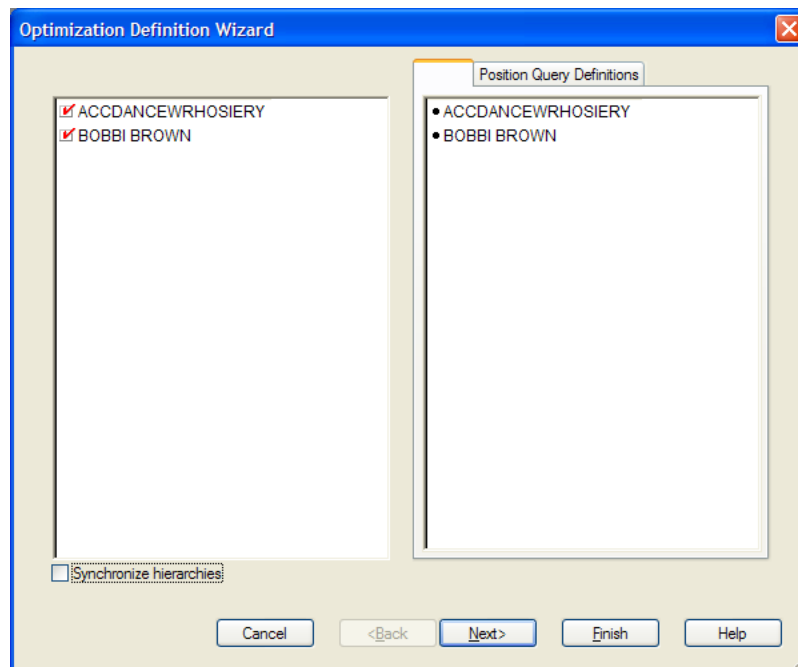 Optimization Definition Wizard
Position Query Definitions
ACCDANCEWRHOSIERY
BOBBI BROWN
ACCDANCEWRHOSIERY
BOBBI BROWN
Synchronize hierarchies
Cancel
<Back
Next>
Finish
Help